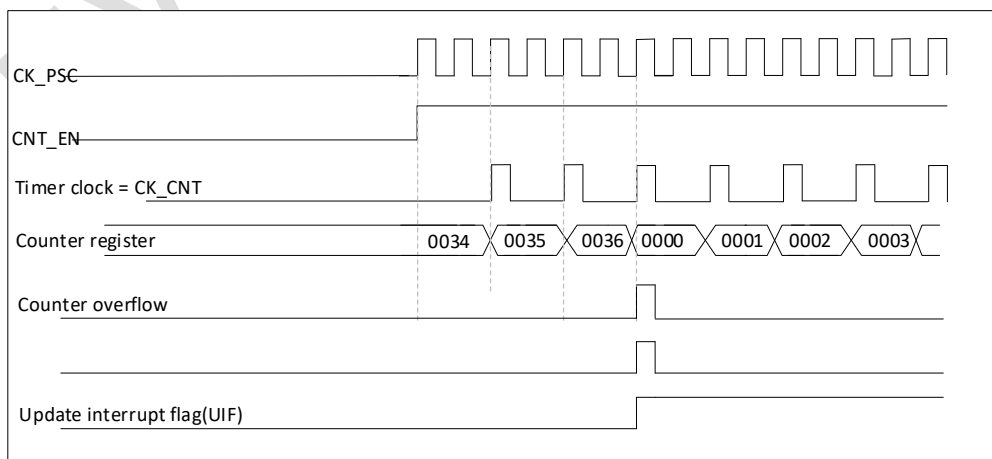 CK_PSC
CNT_EN
Timer clock = CK_CNT
Counter register 0034 0035 0036 0000 0001 0002 0003
Counter overflow
Update interrupt flag(UIF)